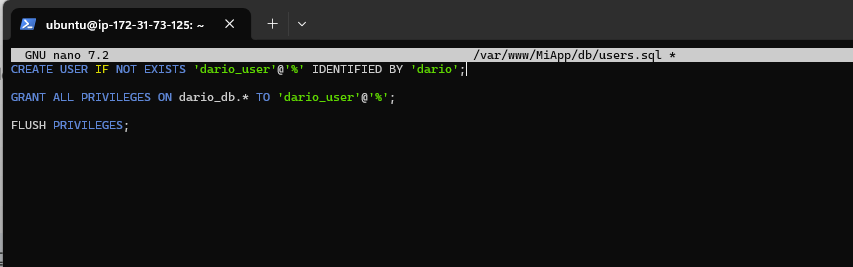 ubuntu@ip-172-31-73-125: ~
GNU nano 7.2 /var/www/MiApp/db/users.sql *
CREATE USER IF NOT EXISTS 'dario_user'@'%' IDENTIFIED BY 'dario';
GRANT ALL PRIVILEGES ON dario_db.* TO 'dario_user'@'%';
FLUSH PRIVILEGES;